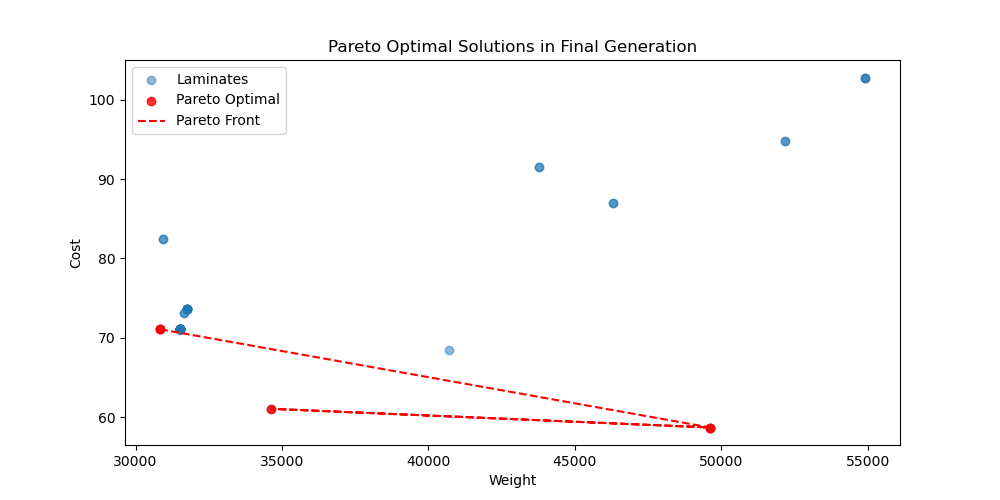 Pareto Optimal Solutions in Final Generation
Laminates
Pareto Optimal
Pareto Front
100
90
80
70
60
Cost
30000
35000
40000
45000
50000
55000
Weight